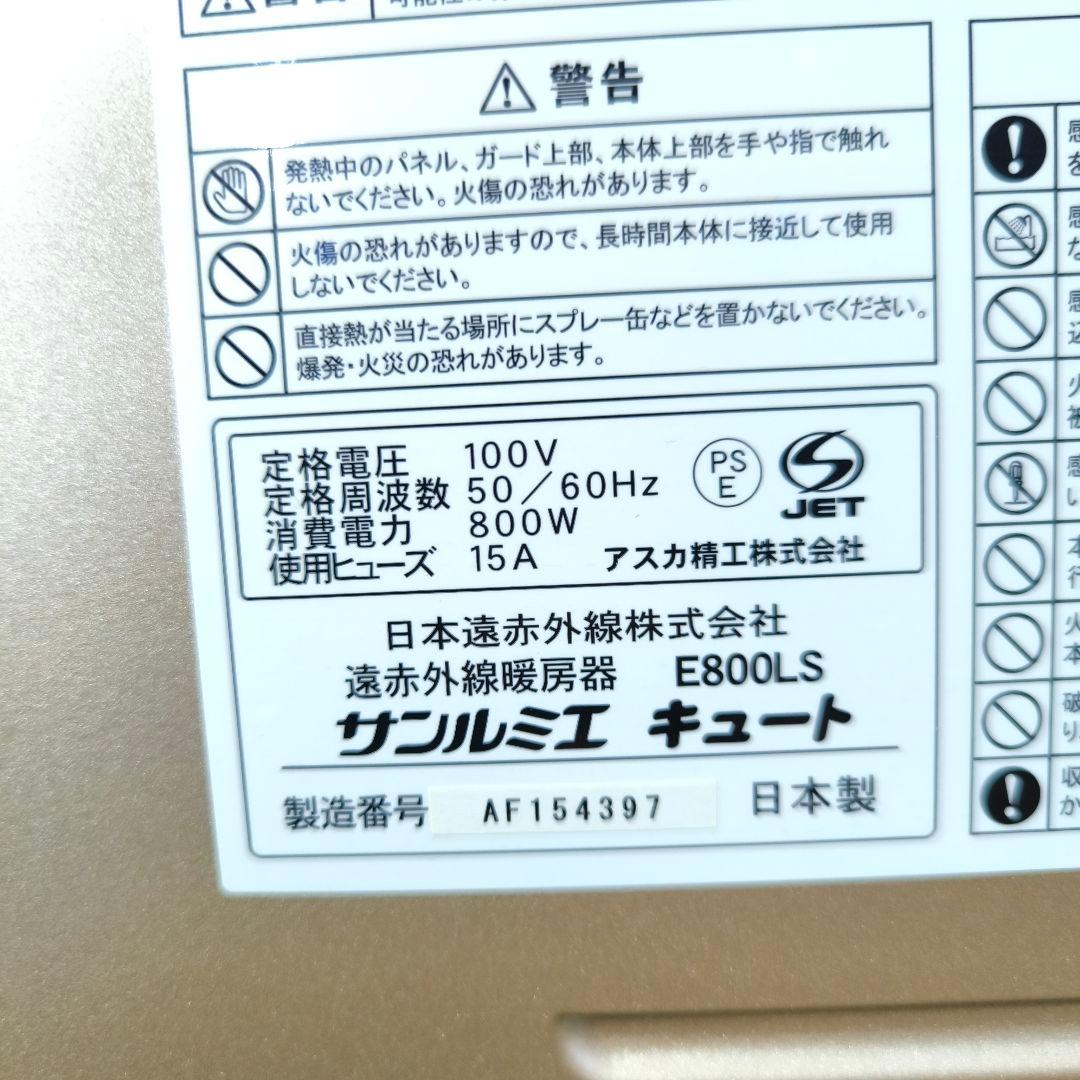 警告
発熱中のパネル、ガード上部、本体上部を手や指で触れ
ないでください。火傷の恐れがあります。
火傷の恐れがありますので、長時間本体に接近して使用
しないでください。
直接熱が当たる場所にスプレー缶などを置かないでください。
爆発・火災の恐れがあります。
定格電圧 100V
定格周波数 50／60Hz
消費電力 800W
使用ヒューズ 15A
PS
E
JET
アスカ精工株式会社
日本遠赤外線株式会社
遠赤外線暖房器 E800LS
サンルミエ キュート
製造番号 AF154397 日本製